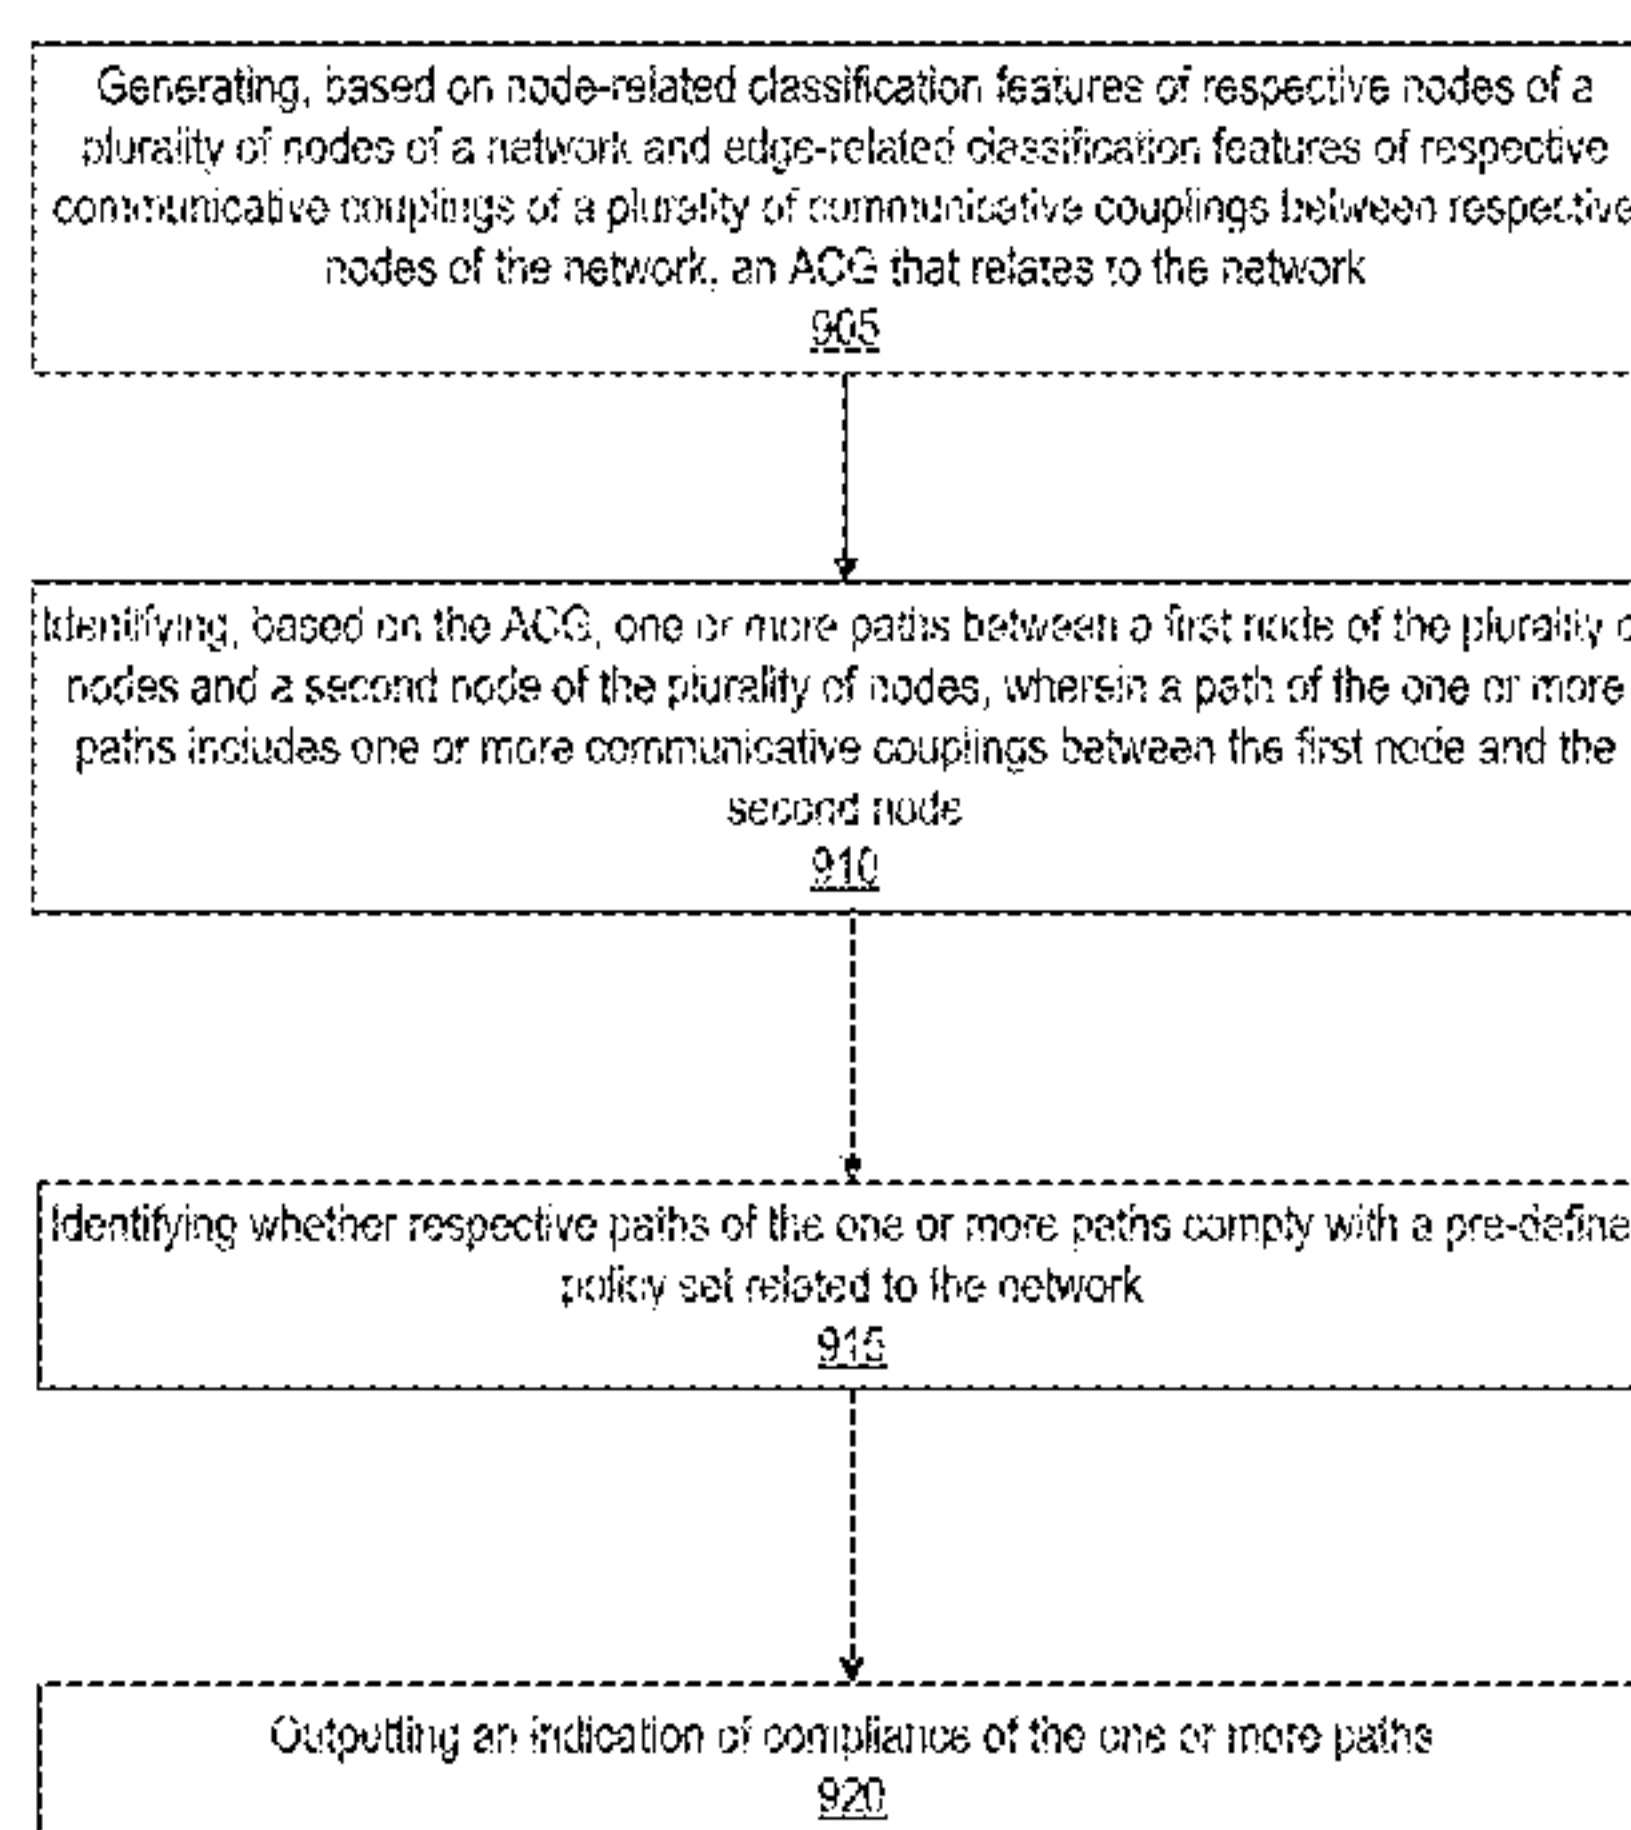 Generating, based on node-related classification features of respective nodes of a
plurality of nodes of a network and edge-related classification features of respective
communicative couplings of a plurality of communicative couplings between respective
nodes of the network, an ACG that relates to the network
905
Identifying, based on the ACG, one or more paths between a first node of the plurality o
nodes and a second node of the plurality of nodes, wherein a path of the one or more
paths includes one or more communicative couplings between the first node and the
second node
910
Identifying whether respective paths of the one or more paths comply with a pre-define
policy set related to the network
915
Outputting an indication of compliance of the one or more paths
920